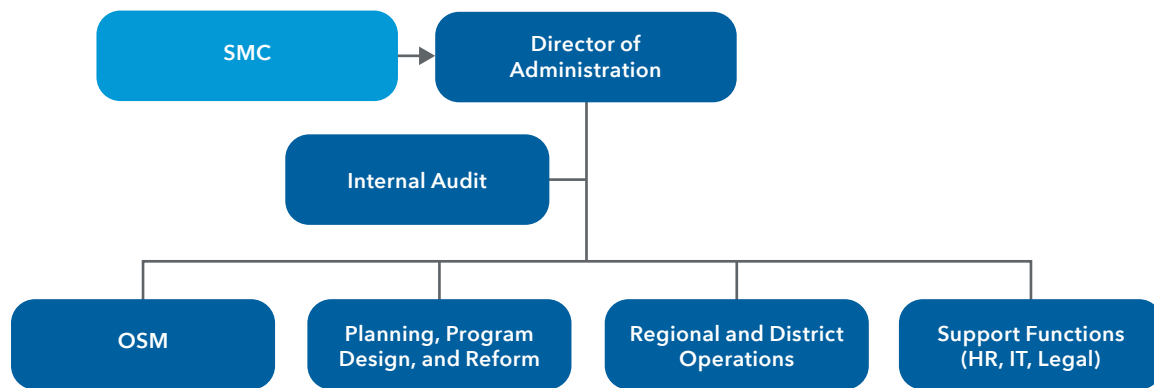 SMC
Director of
Administration
Internal Audit
OSM
Planning, Program
Design, and Reform
Regional and District
Operations
Support Functions
(HR, IT, Legal)